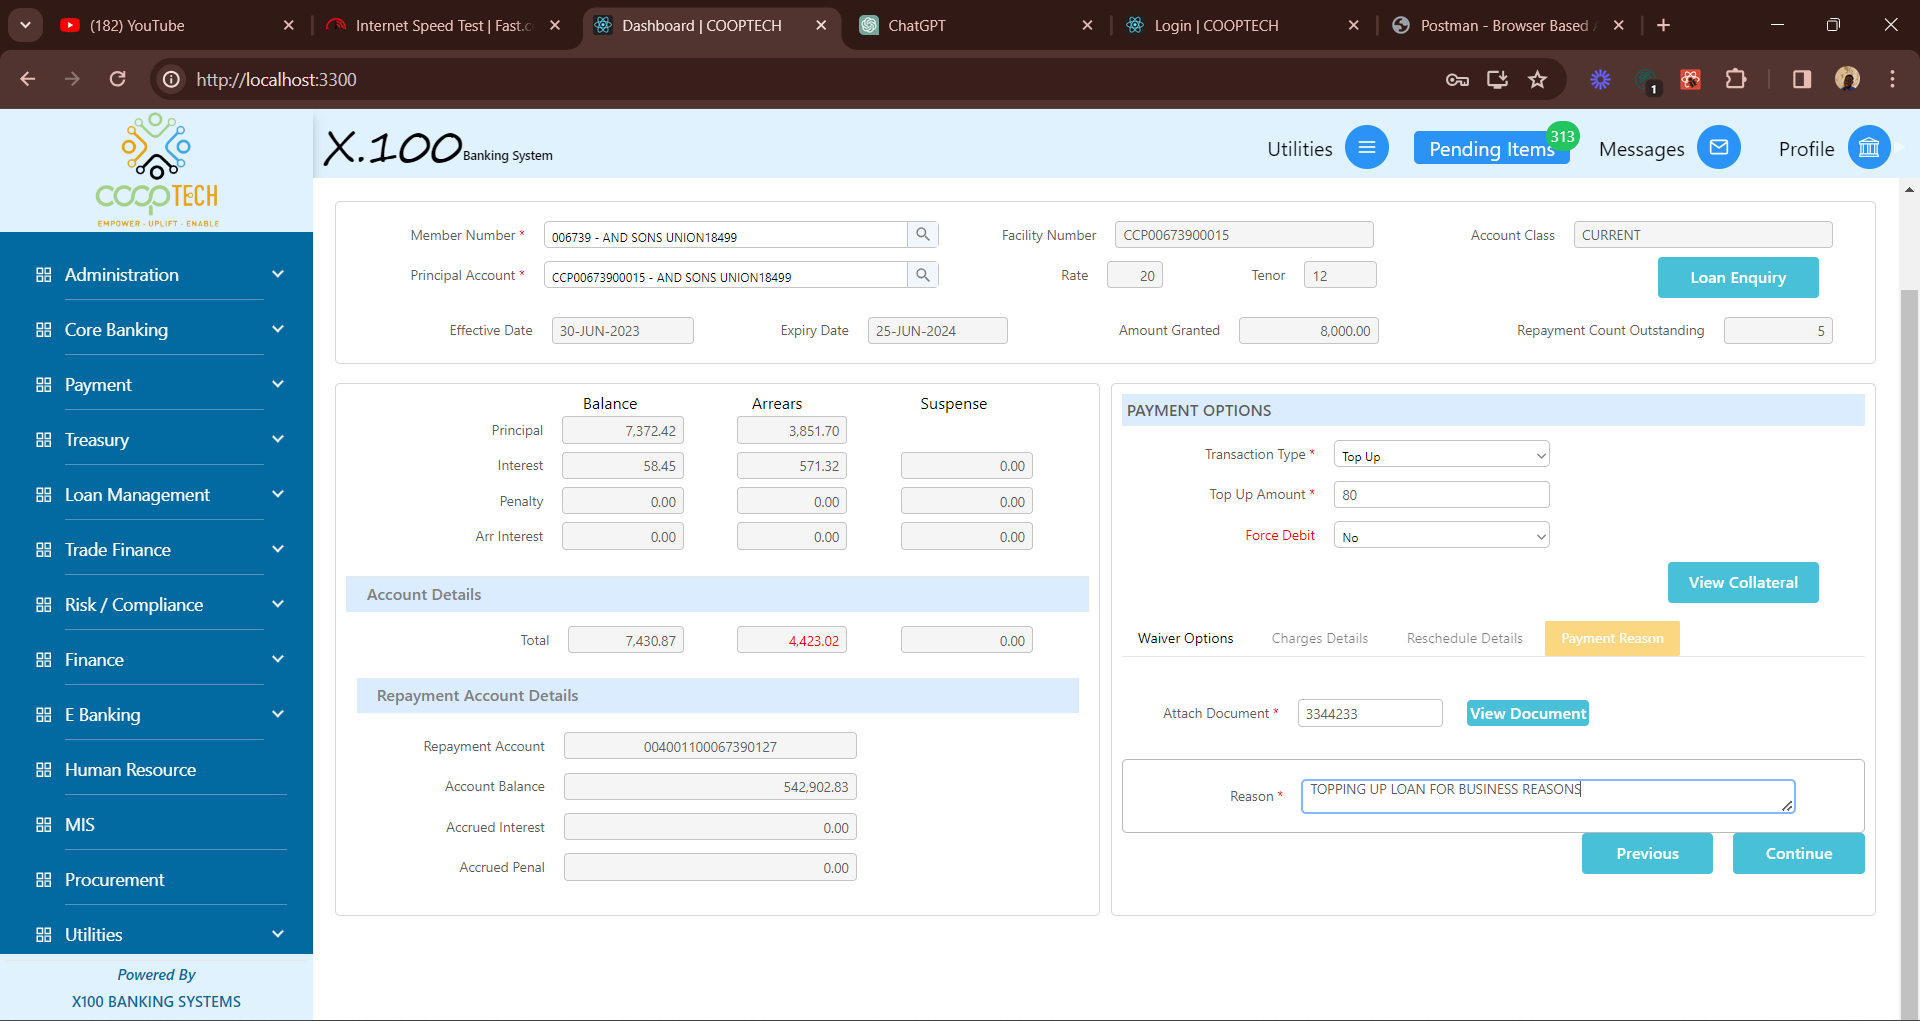 (182) YouTube
Internet Speed Test | Fast.c
Dashboard | COOPTECH
ChatGPT
Login | COOPTECH
Postman - Browser Based
http://localhost:3300
1
COOPTECH
EMPOWER - UPLIFT - ENABLE
X.100 Banking System
Utilities
Pending Items
313
Messages
Profile
Administration
Core Banking
Payment
Treasury
Loan Management
Trade Finance
Risk / Compliance
Finance
E Banking
Human Resource
MIS
Procurement
Utilities
Powered By
X100 BANKING SYSTEMS
Member Number * 006739 - AND SONS UNION18499
Facility Number CCP00673900015
Account Class CURRENT
Principal Account * CCP00673900015 - AND SONS UNION18499
Rate 20
Tenor 12
Loan Enquiry
Effective Date 30-JUN-2023
Expiry Date 25-JUN-2024
Amount Granted 8,000.00
Repayment Count Outstanding 5
Balance Arrears Suspense
Principal 7,372.42 3,851.70
Interest 58.45 571.32 0.00
Penalty 0.00 0.00 0.00
Arr Interest 0.00 0.00 0.00
Account Details
Total 7,430.87 4,423.02 0.00
Repayment Account Details
Repayment Account 004001100067390127
Account Balance 542,902.83
Accrued Interest 0.00
Accrued Penal 0.00
PAYMENT OPTIONS
Transaction Type * Top Up
Top Up Amount * 80
Force Debit No
View Collateral
Waiver Options Charges Details Reschedule Details Payment Reason
Attach Document * 3344233 View Document
Reason * TOPPING UP LOAN FOR BUSINESS REASONS
Previous Continue